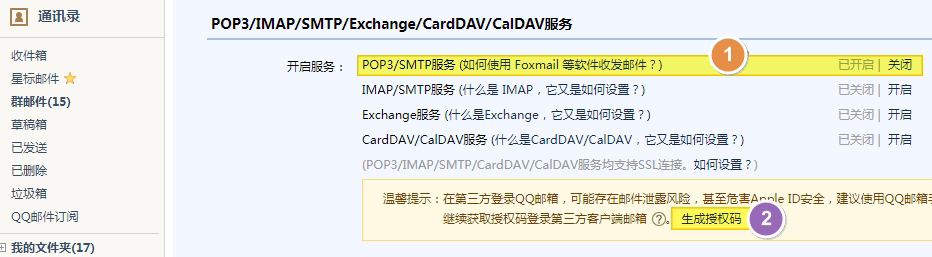 通讯录
收件箱
星标邮件
群邮件(15)
草稿箱
已发送
已删除
垃圾箱
QQ邮件订阅
我的文件夹(17)
POP3/IMAP/SMTP/Exchange/CardDAV/CalDAV服务
开启服务：
POP3/SMTP服务 (如何使用 Foxmail 等软件收发邮件？) 已开启 | 关闭
1
IMAP/SMTP服务 (什么是 IMAP，它又是如何设置？) 已关闭 | 开启
Exchange服务 (什么是Exchange，它又是如何设置？) 已关闭 | 开启
CardDAV/CalDAV服务 (什么是CardDAV/CalDAV，它又是如何设置？) 已关闭 | 开启
(POP3/IMAP/SMTP/CardDAV/CalDAV服务均支持SSL连接。如何设置？)
温馨提示：在第三方登录QQ邮箱，可能存在邮件泄露风险，甚至危害Apple ID安全，建议使用QQ邮箱手
继续获取授权码登录第三方客户端邮箱 ?。生成授权码
2